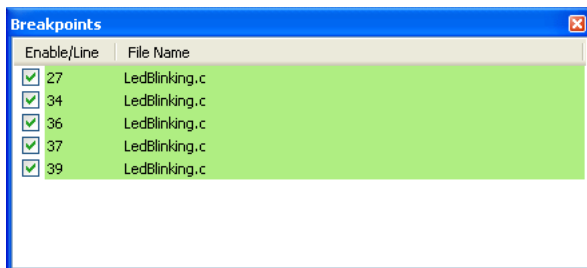 Breakpoints
Enable/Line File Name
27 LedBlinking.c
34 LedBlinking.c
36 LedBlinking.c
37 LedBlinking.c
39 LedBlinking.c